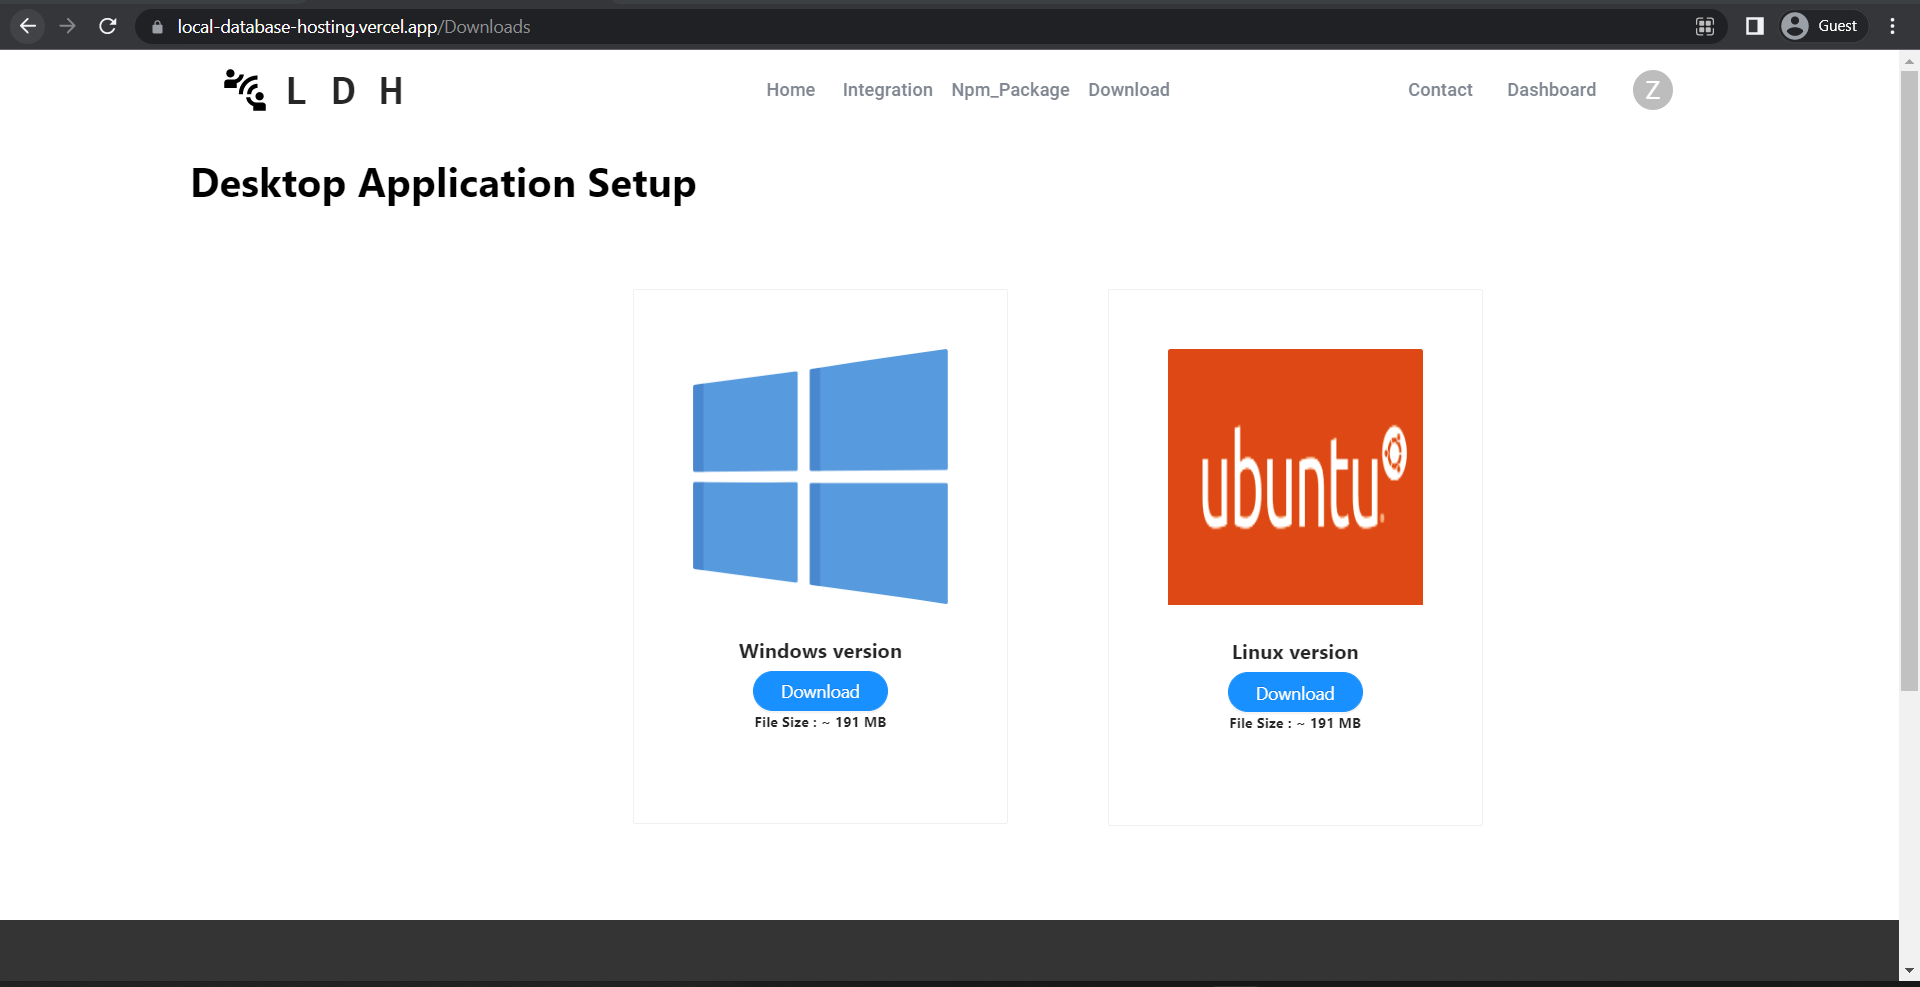 local-database-hosting.vercel.app/Downloads
Guest
L D H
Home Integration Npm_Package Download Contact Dashboard Z
Desktop Application Setup
ubuntu
Windows version
Download
File Size : ~ 191 MB
Linux version
Download
File Size : ~ 191 MB